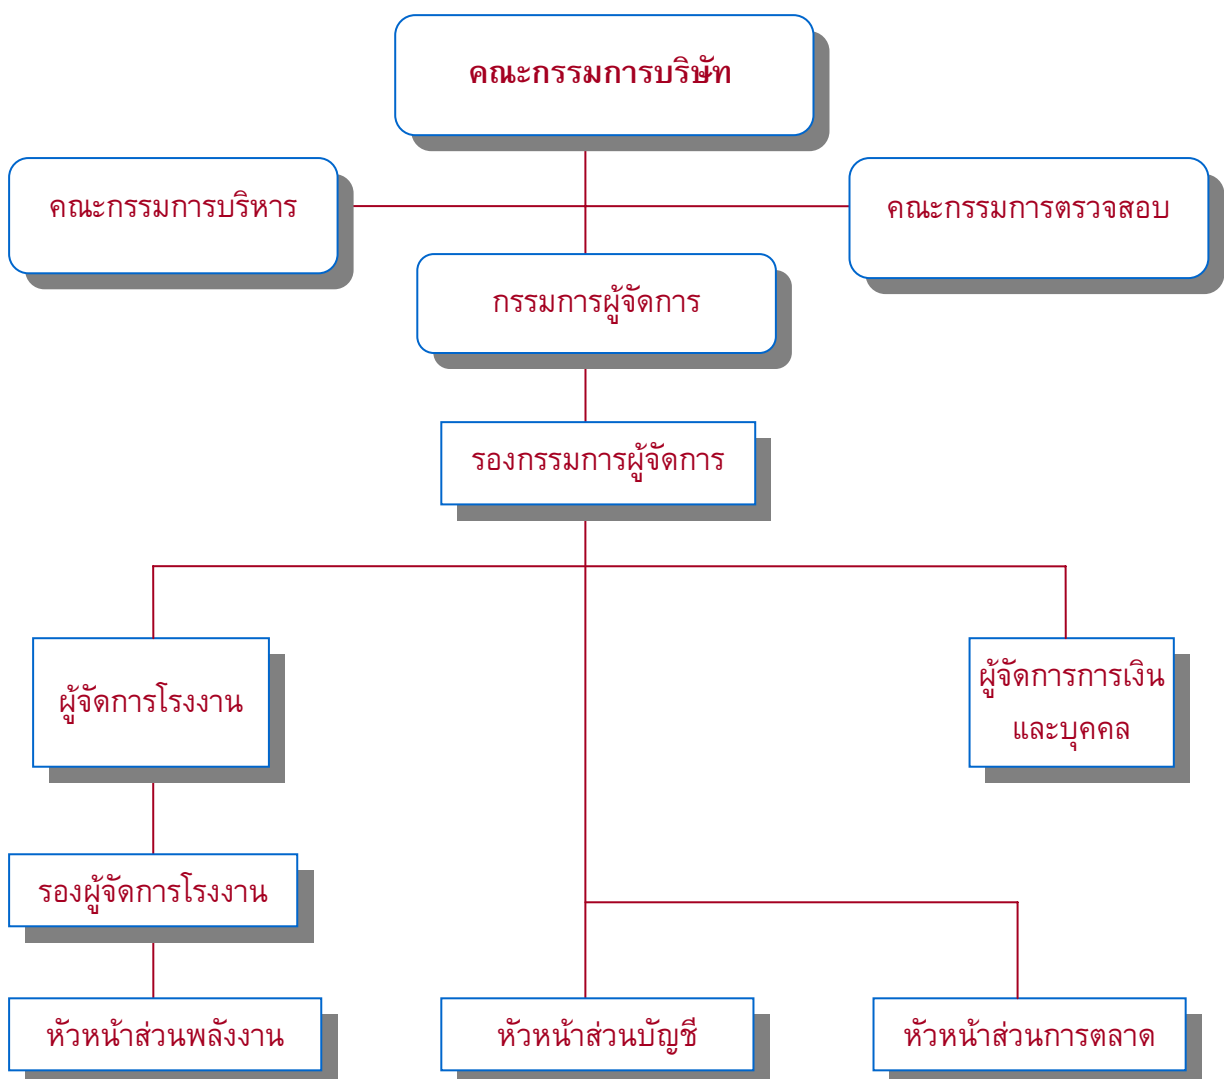 คณะกรรมการบริษัท
คณะกรรมการบริหาร
คณะกรรมการตรวจสอบ
กรรมการผู้จัดการ
รองกรรมการผู้จัดการ
ผู้จัดการโรงงาน
ผู้จัดการการเงิน
และบุคคล
รองผู้จัดการโรงงาน
หัวหน้าส่วนพลังงาน
หัวหน้าส่วนบัญชี
หัวหน้าส่วนการตลาด